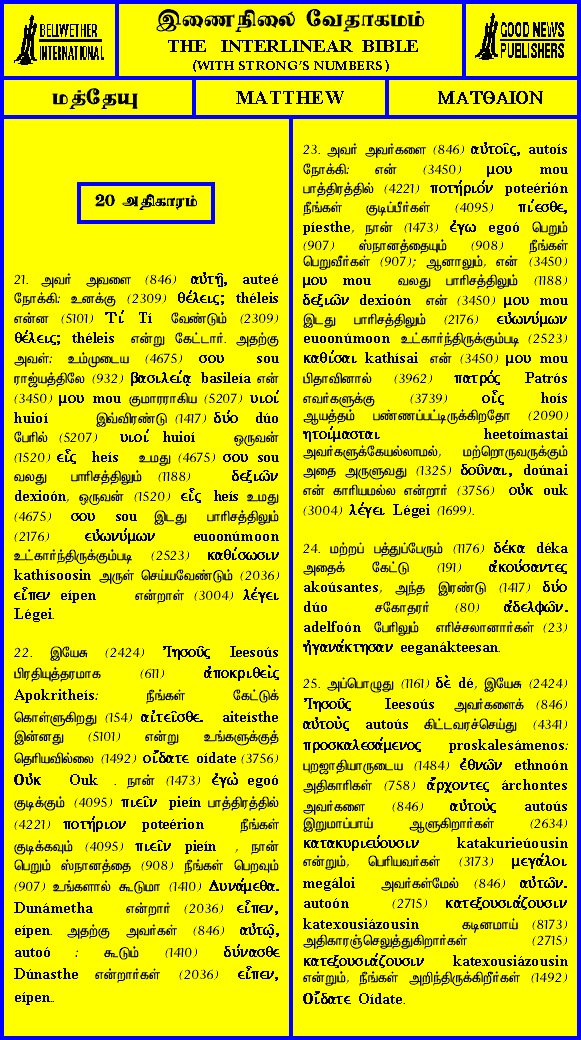 BELLWETHER
INTERNATIONAL
இணைநிலை வேதாகமம்
THE INTERLINEAR BIBLE
(WITH STRONG'S NUMBERS)
GOOD NEWS
PUBLISHERS
மத்தேயு
MATTHEW
ΜΑΤΘΑΙΟΝ
20 அதிகாரம்
21. அவர் அவளை (846) αὐτῇ, auteé
நோக்கி: உனக்கு (2309) θέλεις; théleis
என்ன (5101) Τί Tí வேண்டும் (2309)
θέλεις; théleis என்று கேட்டார். அதற்கு
அவள்: உம்முடைய (4675) σου sou
ராஜ்யத்திலே (932) βασιλείᾳ basileía என்
(3450) μου mou குமாரராகிய (5207) υιοί
huioí இவ்விரண்டு (1417) δύο dúo
பேரில் (5207) υιοί huioí ஒருவன்
(1520) εἷς heís உமது (4675) σου sou
வலது பாரிசத்திலும் (1188) δεξιῶν
dexioón, ஒருவன் (1520) εἷς heís உமது
(4675) σου sou இடது பாரிசத்திலும்
(2176) εὐωνύμων euoonúmoon
உட்கார்ந்திருக்கும்படி (2523) καθίσωσιν
kathísoosin அருள் செய்யவேண்டும் (2036)
εἶπεν eípen என்றாள் (3004) λέγει
Légei.
22. இயேசு (2424) Ἰησοῦς Ieesoús
பிரதியுத்தரமாக (611) ἀποκριθεὶς
Apokritheís: நீங்கள் கேட்டுக்
கொள்ளுகிறது (154) αἰτεῖσθε. aiteísthe
இன்னது (5101) என்று உங்களுக்குத்
தெரியவில்லை (1492) οἴδατε oídate (3756)
Οὐκ Ouk . நான் (1473) ἐγὼ egoó
குடிக்கும் (4095) πιεῖν pieín பாத்திரத்தில்
(4221) ποτήριον poteérion நீங்கள்
குடிக்கவும் (4095) πιεῖν pieín , நான்
பெறும் ஸ்நானத்தை (908) நீங்கள் பெறவும்
(907) உங்களால் கூடுமா (1410) Δυνάμεθα.
Dunámetha என்றார் (2036) εἶπεν,
eípen. அதற்கு அவர்கள் (846) αὐτῷ,
autoó : கூடும் (1410) δύνασθε
Dúnasthe என்றார்கள் (2036) εἶπεν,
eípen..
23. அவர் அவர்களை (846) αὐτοῖς, autoís
நோக்கி: என் (3450) μου mou
பாத்திரத்தில் (4221) ποτήριόν poteérión
நீங்கள் குடிப்பீர்கள் (4095) πίεσθε,
píesthe, நான் (1473) ἐγω egoó பெறும்
(907) ஸ்நானத்தையும் (908) நீங்கள்
பெறுவீர்கள் (907); ஆனாலும், என் (3450)
μου mou வலது பாரிசத்திலும் (1188)
δεξιῶν dexioón என் (3450) μου mou
இடது பாரிசத்திலும் (2176) εὐωνύμων
euoonúmoon உட்கார்ந்திருக்கும்படி (2523)
καθίσαι kathísai என் (3450) μου mou
பிதாவினால் (3962) πατρός Patrós
எவர்களுக்கு (3739) οἷς hoís
ஆயத்தம் பண்ணப்பட்டிருக்கிறதோ (2090)
ητοίμασται heetoímastai
அவர்களுக்கேயல்லாமல், மற்றொருவருக்கும்
அதை அருளுவது (1325) δοῦναι, doúnai
என் காரியமல்ல என்றார் (3756) οὐκ ouk
(3004) λέγει Légei (1699).
24. மற்றப் பத்துப்பேரும் (1176) δέκα déka
அதைக் கேட்டு (191) ἀκούσαντες
akoúsantes, அந்த இரண்டு (1417) δύο
dúo சகோதரர் (80) ἀδελφῶν.
adelfoón பேரிலும் எரிச்சலானார்கள் (23)
ἠγανάκτησαν eeganákteesan.
25. அப்பொழுது (1161) δὲ dé, இயேசு (2424)
Ἰησοῦς Ieesoús அவர்களைக் (846)
αὐτοὺς autoús கிட்டவரச்செய்து (4341)
προσκαλεσάμενος proskalesámenos:
புறஜாதியாருடைய (1484) ἐθνῶν ethnoón
அதிகாரிகள் (758) ἄρχοντες árchontes
அவர்களை (846) αὐτοὺς autoús
இறுமாப்பாய் ஆளுகிறார்கள் (2634)
κατακυριεύουσιν katakurieúousin
என்றும், பெரியவர்கள் (3173) μεγάλοι
megáloi அவர்கள்மேல் (846) αὐτῶν.
autoón (2715) κατεξουσιάζουσιν
katexousiázousin கடினமாய் (8173)
அதிகாரஞ்செலுத்துகிறார்கள் (2715)
κατεξουσιάζουσιν katexousiázousin
என்றும், நீங்கள் அறிந்திருக்கிறீர்கள் (1492)
Οἴδατε Oídate.